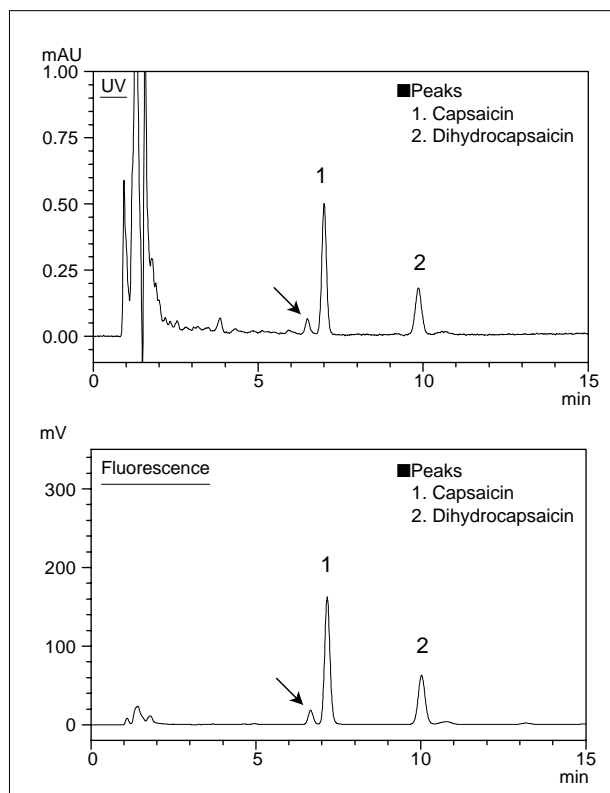 mAU
1.00
UV
■Peaks
1. Capsaicin
2. Dihydrocapsaicin
0.75
1
0.50
2
0.25
0.00
0 5 10 15
min
mV
Fluorescence
■Peaks
300
1. Capsaicin
2. Dihydrocapsaicin
200
1
100
2
0
0 5 10 15
min